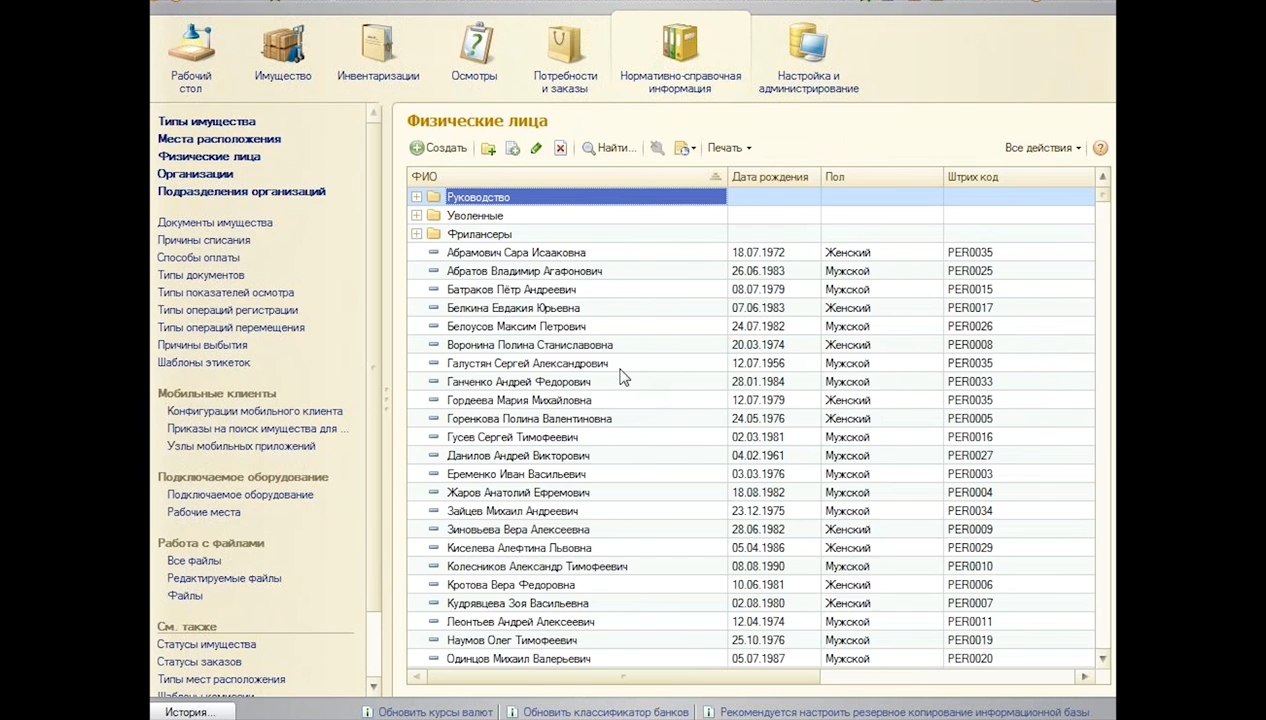 Рабочий стол
Имущество
Инвентаризации
Осмотры
Потребности и заказы
Нормативно-справочная информация
Настройка и администрирование
Типы имущества
Места расположения
Физические лица
Организации
Подразделения организаций
Документы имущества
Причины списания
Способы оплаты
Типы документов
Типы показателей осмотра
Типы операций регистрации
Типы операций перемещения
Причины выбытия
Шаблоны этикеток
Мобильные клиенты
Конфигурации мобильного клиента
Приказы на поиск имущества для ...
Узлы мобильных приложений
Подключаемое оборудование
Подключаемое оборудование
Рабочие места
Работа с файлами
Все файлы
Редактируемые файлы
Файлы
См. также
Статусы имущества
Статусы заказов
Типы мест расположения
Шаблоны комиссии
Физические лица
Создать Найти... Печать Все действия
ФИО Дата рождения Пол Штрих код
Руководство
Уволенные
Фрилансеры
Абрамович Сара Исааковна 18.07.1972 Женский PER0035
Абратов Владимир Агафонович 26.06.1983 Мужской PER0025
Батраков Пётр Андреевич 08.07.1979 Мужской PER0015
Белкина Евдакия Юрьевна 07.06.1983 Женский PER0017
Белоусов Максим Петрович 24.07.1982 Мужской PER0026
Воронина Полина Станиславовна 20.03.1974 Женский PER0008
Галустян Сергей Александрович 12.07.1956 Мужской PER0035
Ганченко Андрей Федорович 28.01.1984 Мужской PER0033
Гордеева Мария Михайловна 12.07.1979 Женский PER0035
Горенкова Полина Валентиновна 24.05.1976 Женский PER0005
Гусев Сергей Тимофеевич 02.03.1981 Мужской PER0016
Данилов Андрей Викторович 04.02.1961 Мужской PER0027
Еременко Иван Васильевич 03.03.1976 Мужской PER0003
Жаров Анатолий Ефремович 18.08.1982 Мужской PER0004
Зайцев Михаил Андреевич 23.12.1975 Мужской PER0034
Зиновьева Вера Алексеевна 28.06.1982 Женский PER0009
Киселева Алефтина Львовна 05.04.1986 Женский PER0029
Колесников Александр Тимофеевич 08.08.1990 Мужской PER0010
Кротова Вера Федоровна 10.06.1981 Женский PER0006
Кудрявцева Зоя Васильевна 02.08.1980 Женский PER0007
Леонтьев Андрей Алексеевич 12.04.1974 Мужской PER0011
Наумов Олег Тимофеевич 25.10.1976 Мужской PER0019
Одинцов Михаил Валерьевич 05.07.1987 Мужской PER0020
История... Обновить курсы валют Обновить классификатор банков Рекомендуется настроить резервное копирование информационной базы.